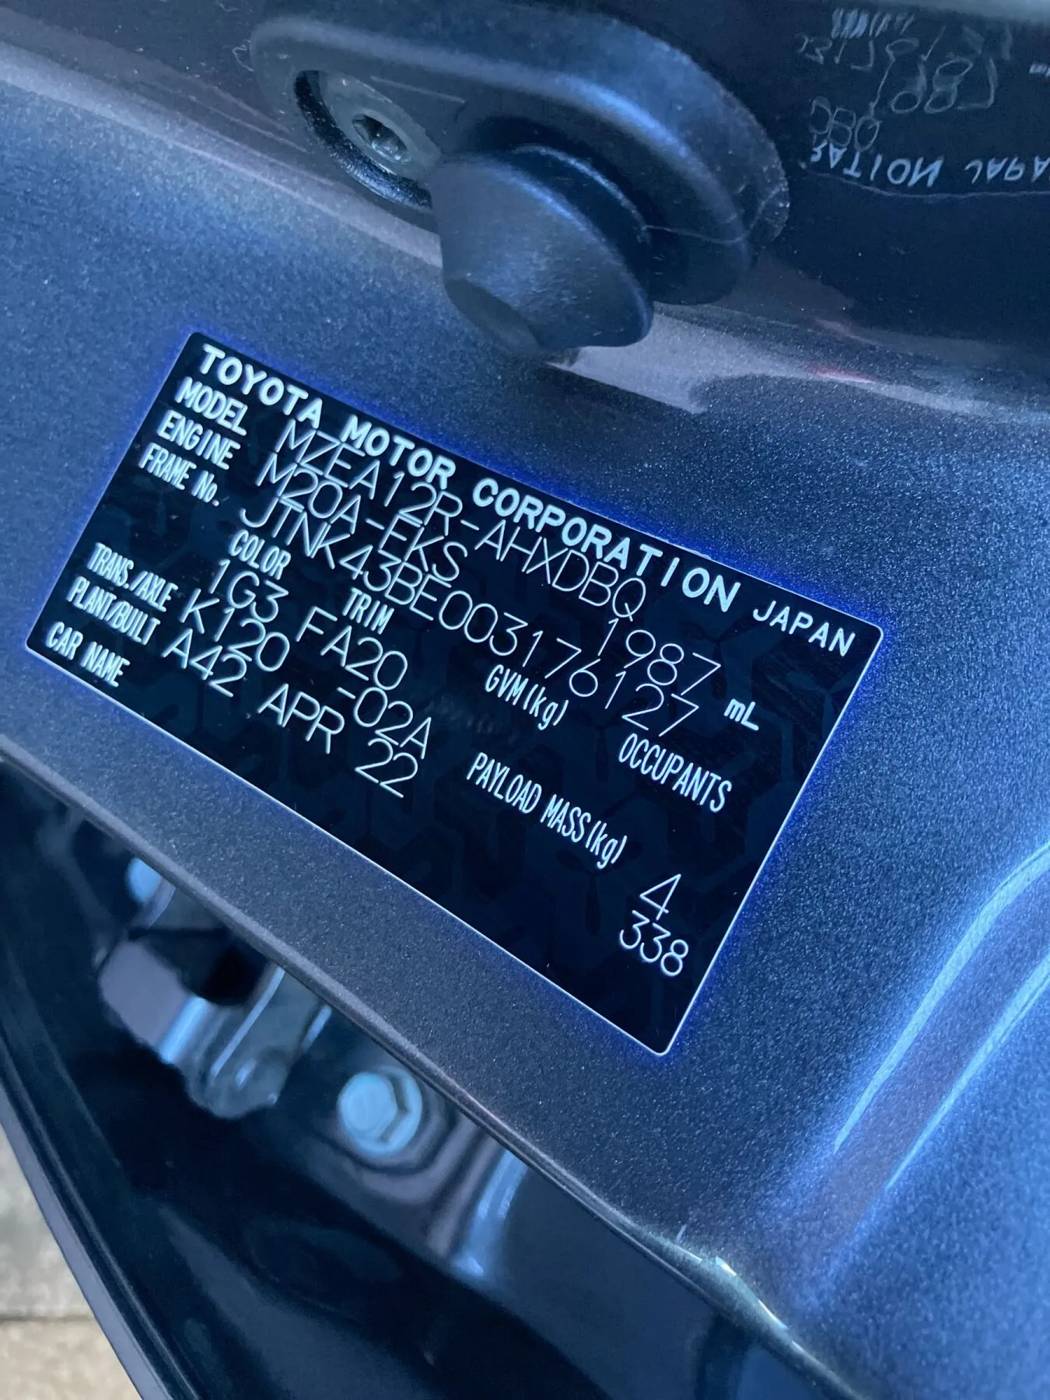 TOYOTA MOTOR CORPORATION JAPAN
MODEL MZEA12R-AHXDBQ
ENGINE M20A-FKS 1987 mL
FRAME No. JTNK43BE003176127
COLOR TRIM GVM(kg) OCCUPANTS
1G3 FA20 4
TRANS./AXLE K120 -02A PAYLOAD MASS(kg) 338
PLANT/BUILT A42 APR 22
CAR NAME